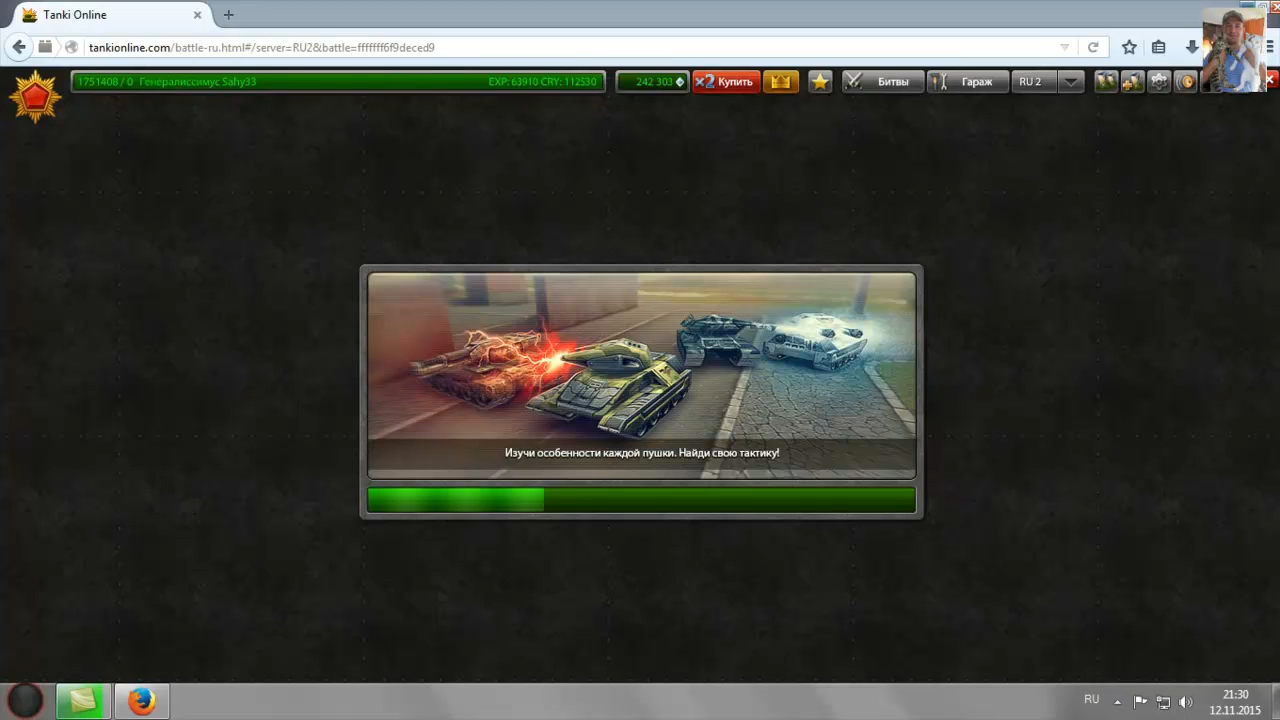 Tanki Online
tankionline.com/battle-ru.html#/server=RU2&battle=fffffff6f9deced9
1751408 / 0 Генералиссимус Sahy33 EXP: 63910 CRY: 112530 242 303 ×2 Купить Битвы Гараж RU 2
Изучи особенности каждой пушки. Найди свою тактику!
RU 21:30
12.11.2015